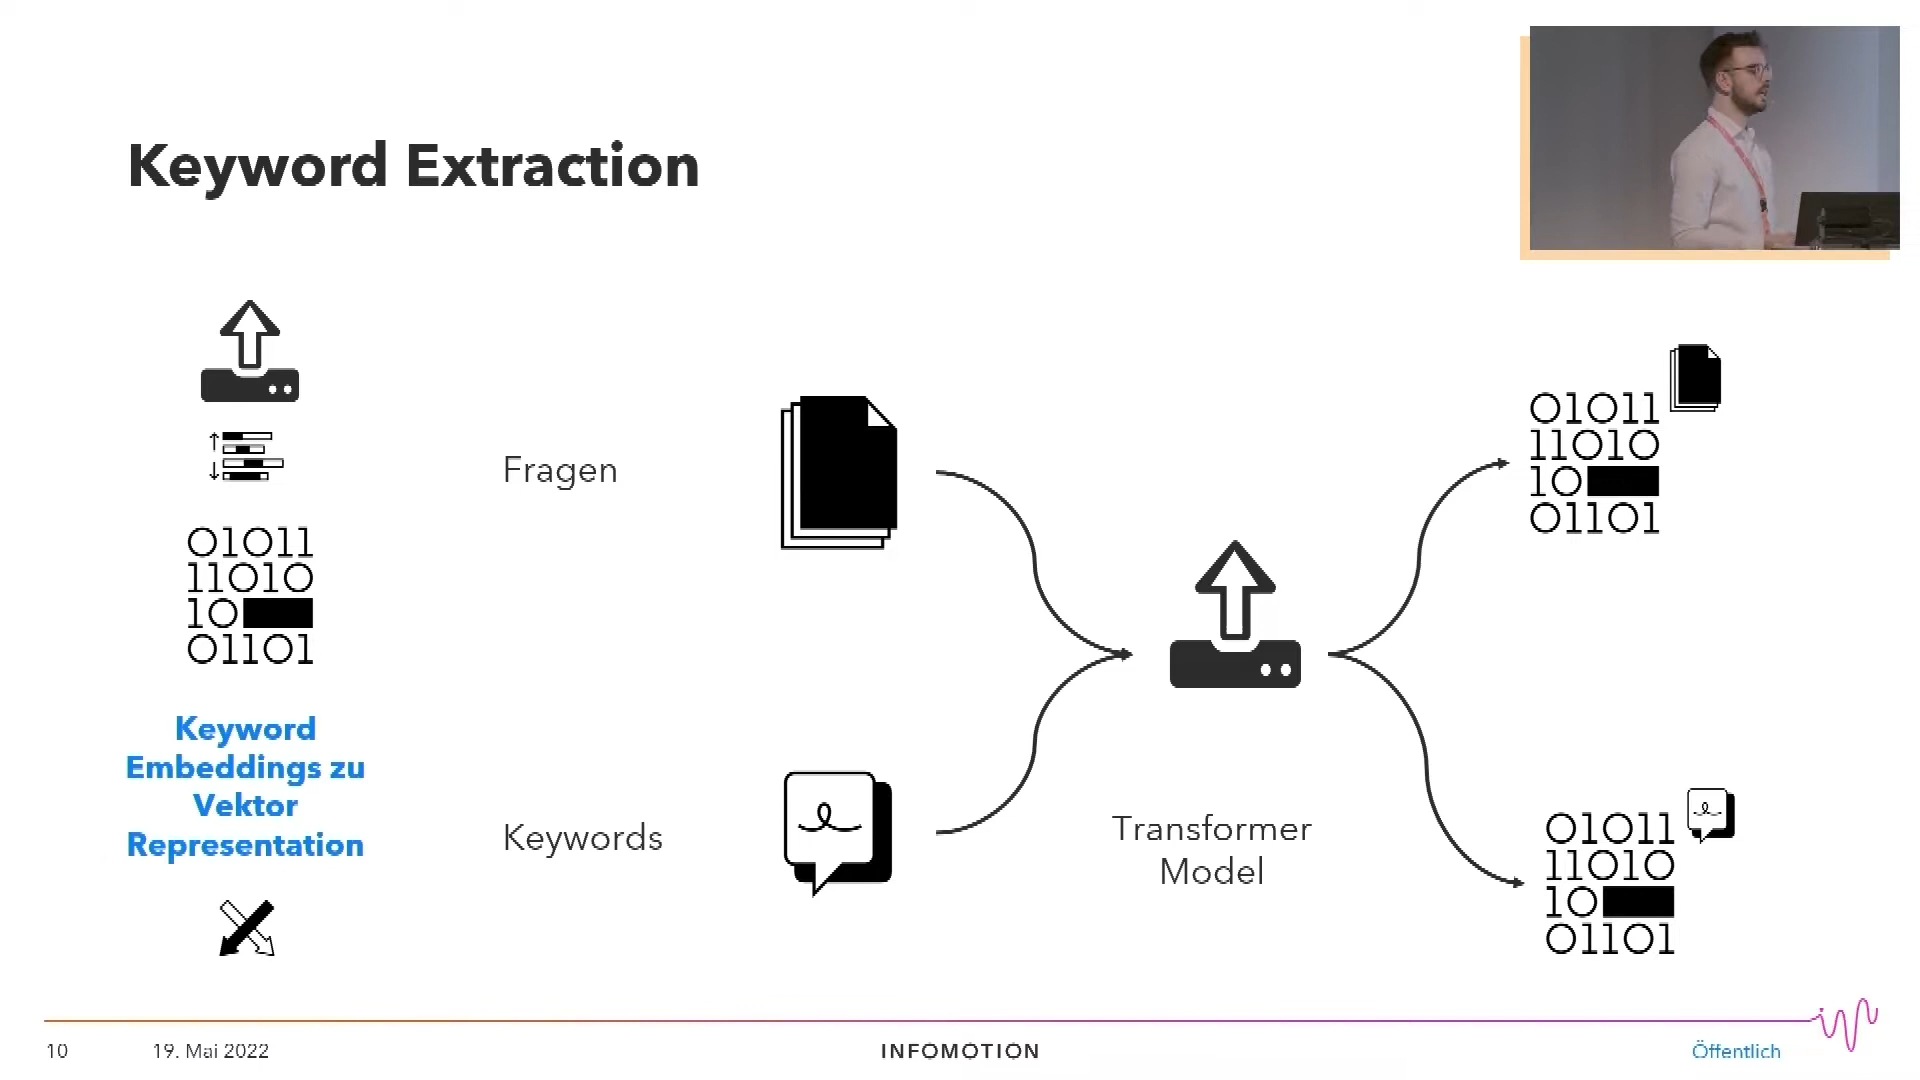 Keyword Extraction
01011
11010
10
01101
Keyword
Embeddings zu
Vektor
Representation
Fragen
Keywords
Transformer
Model
01011
11010
10
01101
01011
11010
10
01101
10
19. Mai 2022
INFOMOTION
Öffentlich